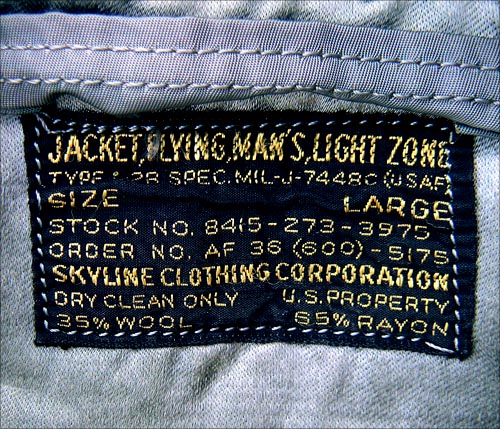 JACKET, FLYING, MAN'S, LIGHT ZONE
TYPE L-2B SPEC. MIL-J-7448C (USAF)
SIZE LARGE
STOCK NO. 8415-273-3975
ORDER NO. AF 36 (600)-5175
SKYLINE CLOTHING CORPORATION
DRY CLEAN ONLY U.S. PROPERTY
35% WOOL 65% RAYON